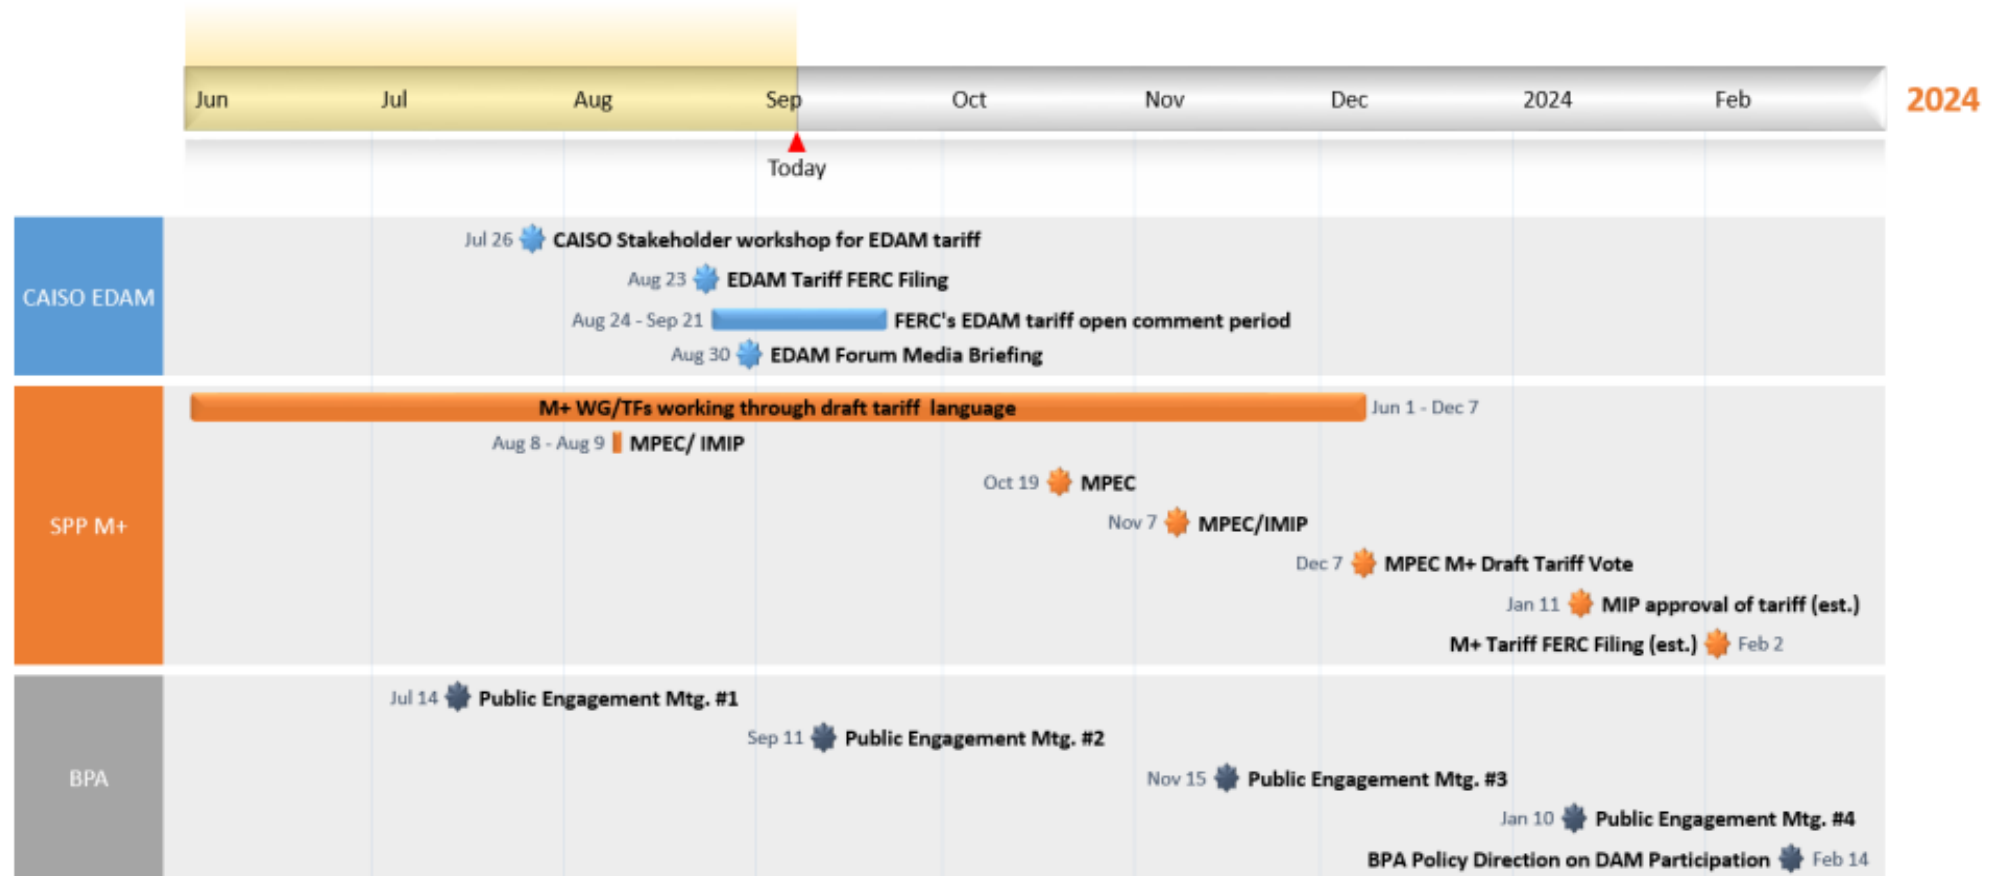 Jun Jul Aug Sep Oct Nov Dec 2024 Feb 2024
Today
CAISO EDAM
Jul 26 CAISO Stakeholder workshop for EDAM tariff
Aug 23 EDAM Tariff FERC Filing
Aug 24 - Sep 21 FERC's EDAM tariff open comment period
Aug 30 EDAM Forum Media Briefing
SPP M+
M+ WG/TFs working through draft tariff language Jun 1 - Dec 7
Aug 8 - Aug 9 MPEC/ IMIP
Oct 19 MPEC
Nov 7 MPEC/IMIP
Dec 7 MPEC M+ Draft Tariff Vote
Jan 11 MIP approval of tariff (est.)
M+ Tariff FERC Filing (est.) Feb 2
BPA
Jul 14 Public Engagement Mtg. #1
Sep 11 Public Engagement Mtg. #2
Nov 15 Public Engagement Mtg. #3
Jan 10 Public Engagement Mtg. #4
BPA Policy Direction on DAM Participation Feb 14